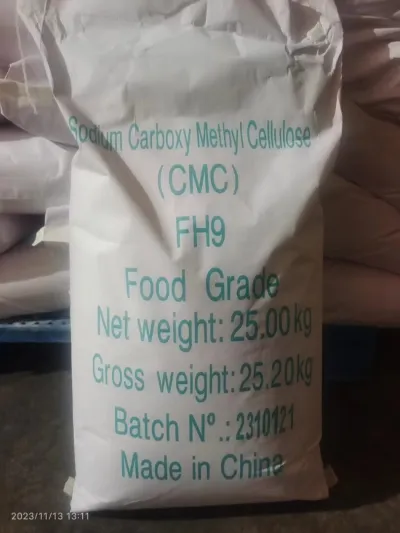 Sodium Carboxy Methyl Cellulose
(CMC)
FH9
Food Grade
Net weight: 25.00kg
Gross weight: 25.20kg
Batch Nº.: 2310121
Made in China
2023/11/13 13:11